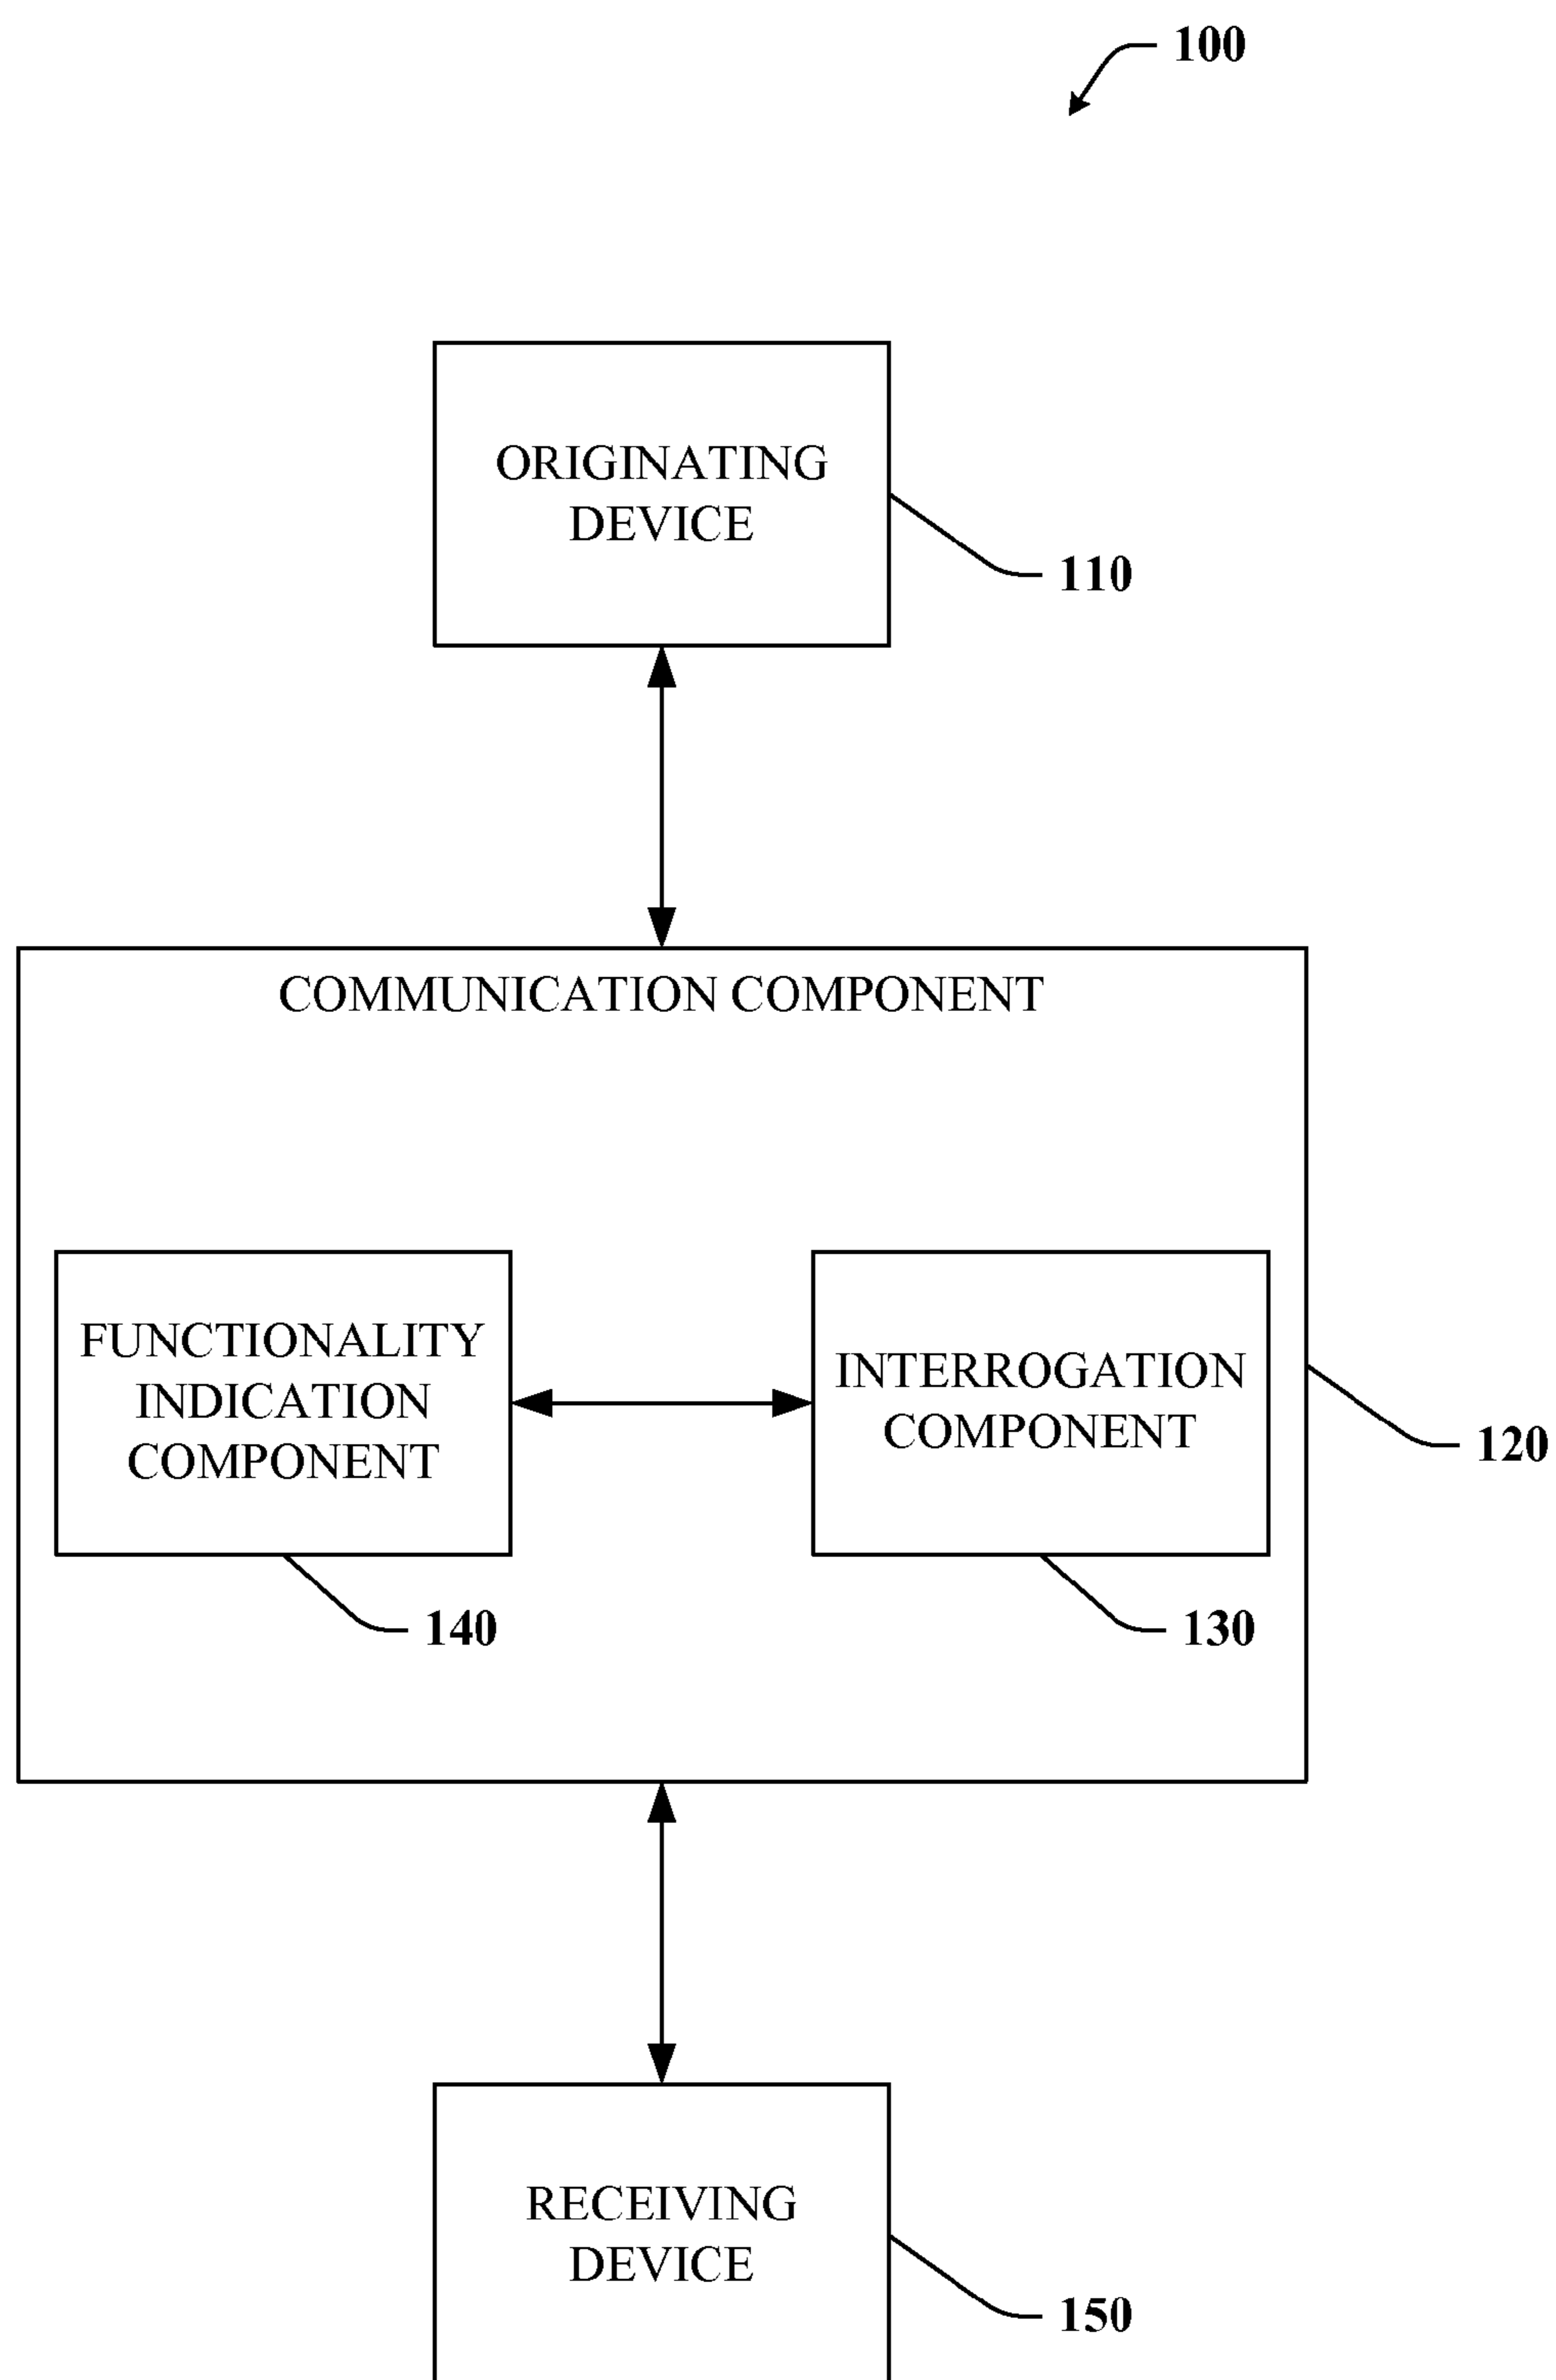 100
ORIGINATING
DEVICE
110
COMMUNICATION COMPONENT
FUNCTIONALITY
INDICATION
COMPONENT
INTERROGATION
COMPONENT
120
140
130
RECEIVING
DEVICE
150